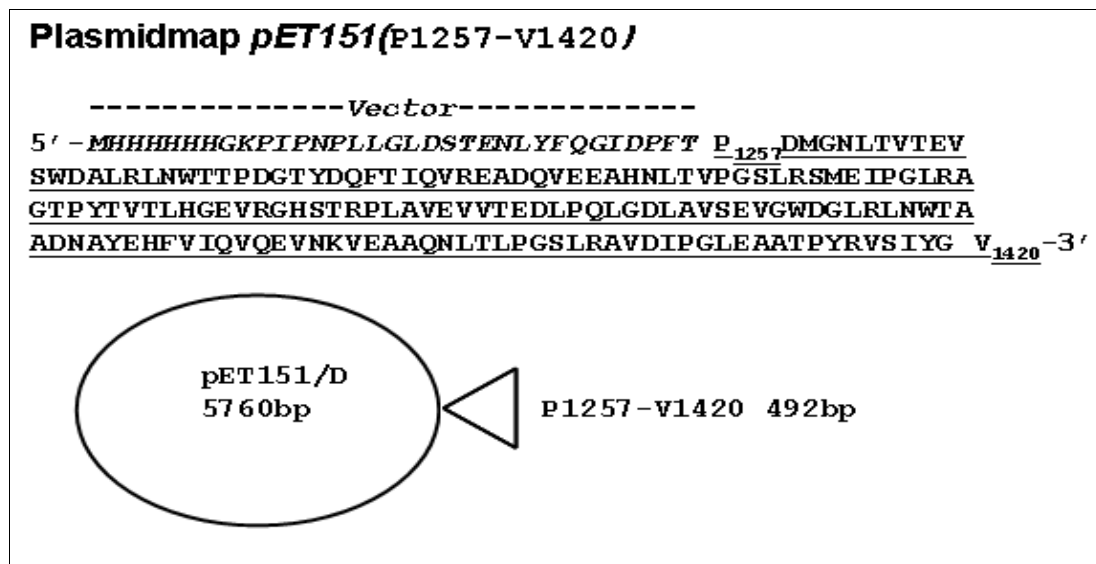 Plasmidmap pET151(P1257-V1420)
--------------Vector-------------
5'-MHHHHHHGKPIPNPLLGLDSTENLYFQGIDPFT P1257DMGNLTVTEV
SWDALRLNWTTPDGTYDQFTIQVREADQVEEAHNLTVPGSLRSMEIPGLRA
GTPYTVTLHGEVRGHSTRPLAVEVVTEDLPQLGDLAVSEVGWDGLRLNWTA
ADNAYEHFVIQVQEVNKVEAAQNLTLPGSLRAVDIPGLEAATPYRVSIYG V1420-3'
pET151/D
5760bp
P1257-V1420 492bp